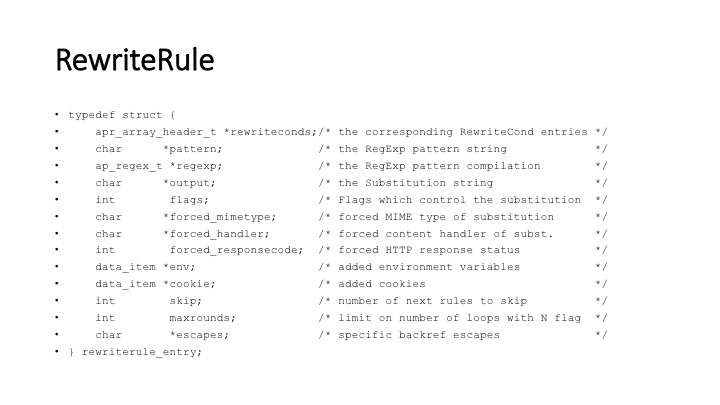 RewriteRule
• typedef struct {
•     apr_array_header_t *rewriteconds;/* the corresponding RewriteCond entries */
•     char      *pattern;              /* the RegExp pattern string             */
•     ap_regex_t *regexp;              /* the RegExp pattern compilation        */
•     char      *output;               /* the Substitution string               */
•     int        flags;                /* Flags which control the substitution  */
•     char      *forced_mimetype;      /* forced MIME type of substitution      */
•     char      *forced_handler;       /* forced content handler of subst.      */
•     int        forced_responsecode;  /* forced HTTP response status           */
•     data_item *env;                  /* added environment variables           */
•     data_item *cookie;               /* added cookies                         */
•     int        skip;                 /* number of next rules to skip          */
•     int        maxrounds;            /* limit on number of loops with N flag  */
•     char       *escapes;             /* specific backref escapes              */
• } rewriterule_entry;